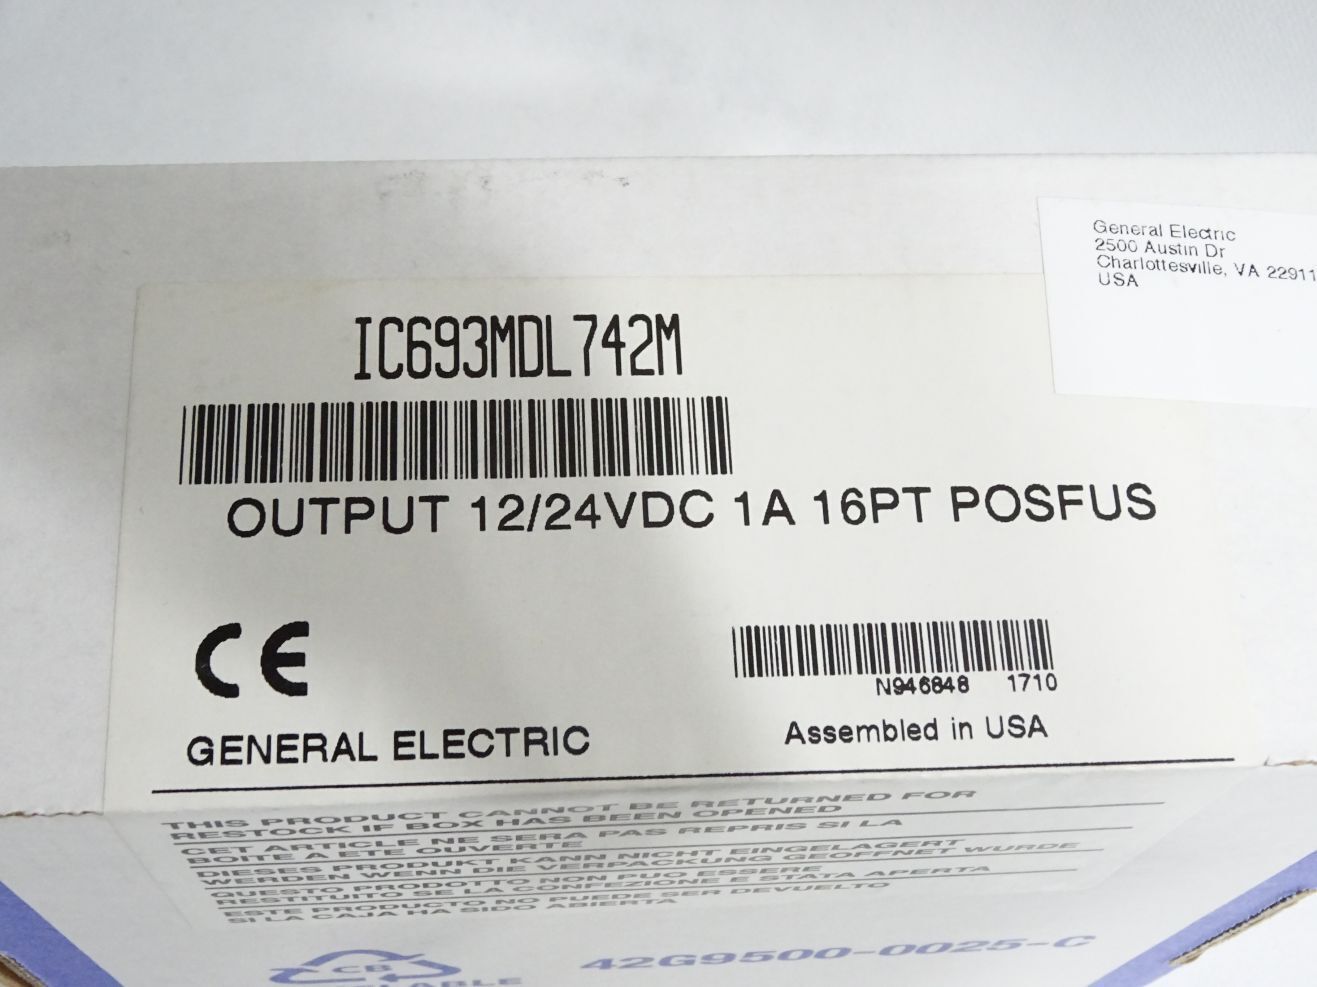 General Electric
2500 Austin Dr
Charlottesville, VA 22911
USA
IC693MDL742M
OUTPUT 12/24VDC 1A 16PT POSFUS
CE
N946848 1710
Assembled in USA
GENERAL ELECTRIC
THIS PRODUCT CANNOT BE RETURNED FOR
RESTOCK IF BOX HAS BEEN OPENED
CET ARTICLE NE SERA PAS REPRIS SI LA
BOITE A ETE OUVERTE
DIESES PRODUKT KANN NICHT EINGELAGERT
WERDEN WENN DIE VERPACKUNG GEOFFNET WURDE
QUESTO PRODOTTO NON PUO ESSERE
RESTITUITO SE LA CONFEZIONE E STATA APERTA
ESTE PRODUCTO NO PUEDE SER DEVUELTO
SI LA CAJA HA SIDO ABIERTA
CB
42G9500-0025-C